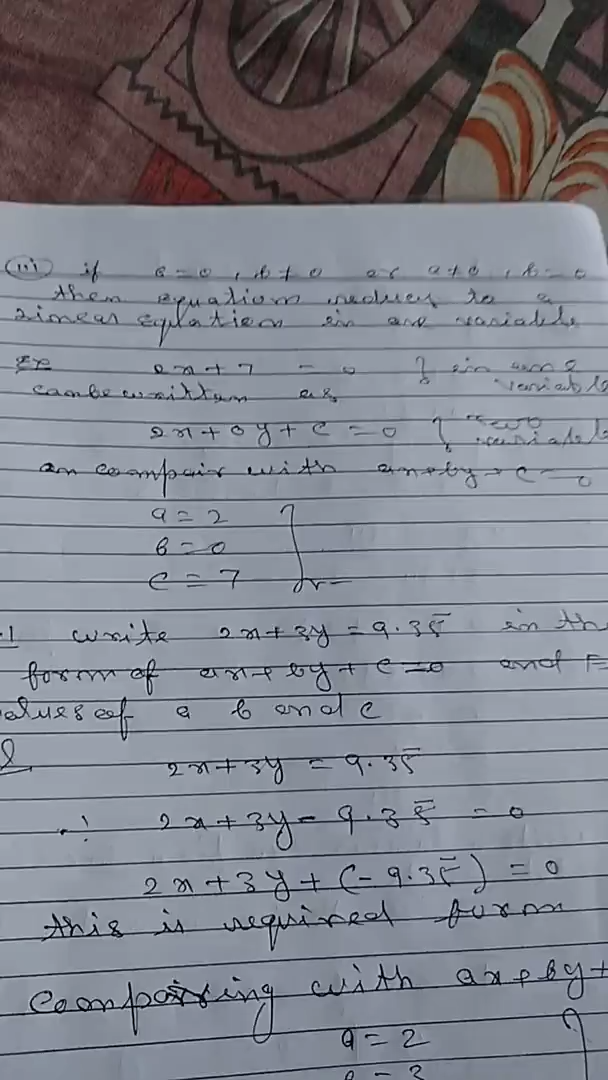 (iii) if a=0, b≠0 or a≠0, b=0
then equation reduces to a
linear in one variable
Ex 2x+7 = 0 } in one
can be written as variable
2x+0y+c=0 } two
variable
compair with ax+by+c=0
a=2
b=0
c=7
1 write 2x+3y=9.35̅ in th
form of ax+by+c=0 and F
alues of a b and c
2x+3y = 9.35̅
∴ 2x+3y-9.35̅ =0
2x+3y+(-9.35̅)=0
this is required form
Comparing with ax+by+
a=2